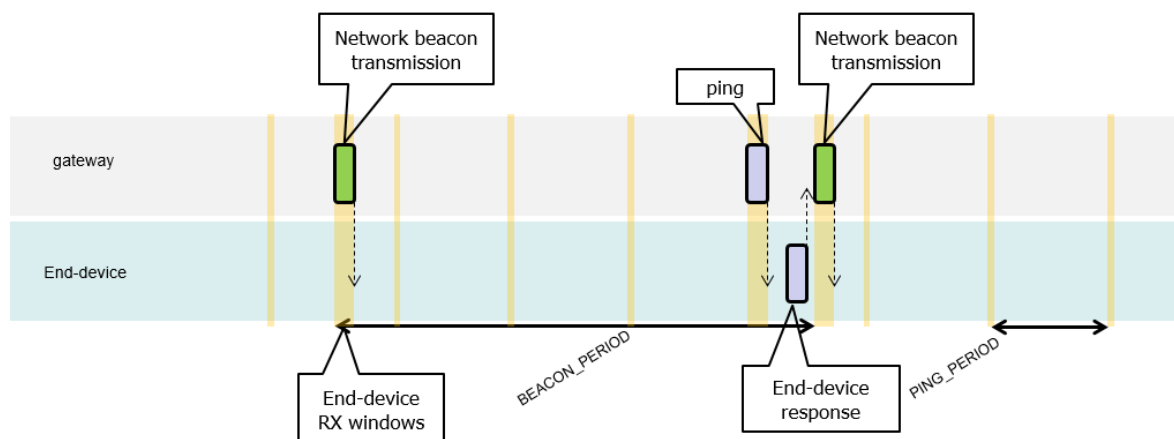 Network beacon
transmission
ping
Network beacon
transmission
gateway
End-device
BEACON_PERIOD
PING_PERIOD
End-device
RX windows
End-device
response